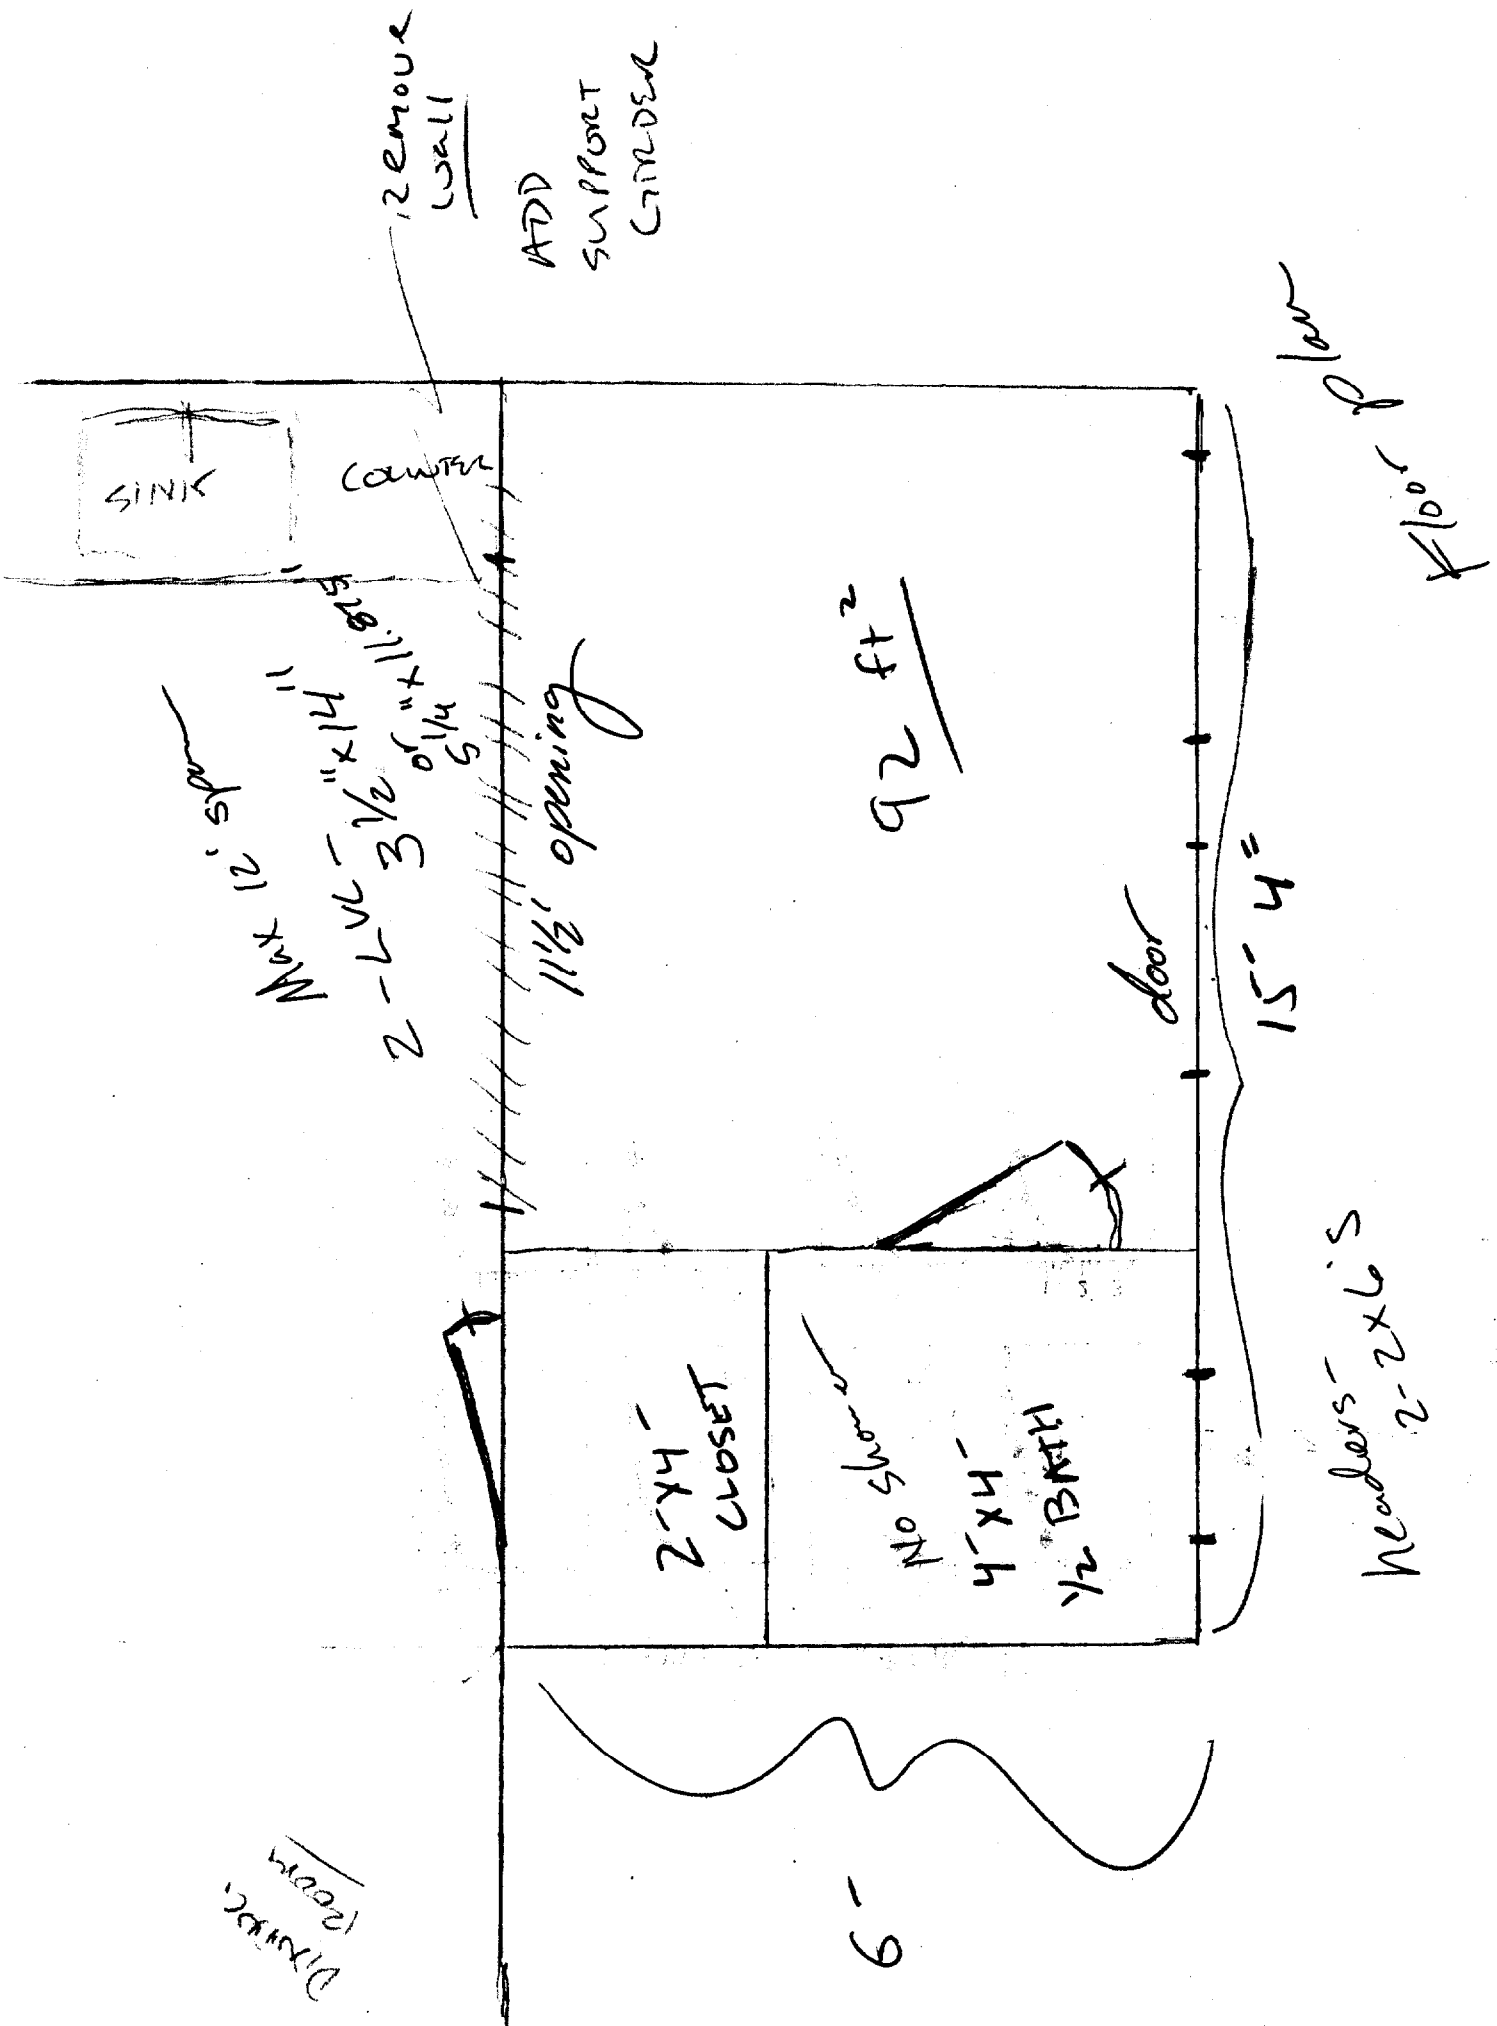 Dining
Room
Max 12' span
2 - LVL -
3 1/2" x 14"
or
5 1/4" x 11.875"
SINK
COUNTER
remove
wall
ADD
SUPPORT
GIRDER
11 1/2' opening
92 ft²
2' x 4'
CLOSET
No Shower
4' x 4'
1/2 BATH
door
6'
15' 4"
headers -
2 - 2x6's
Floor plan